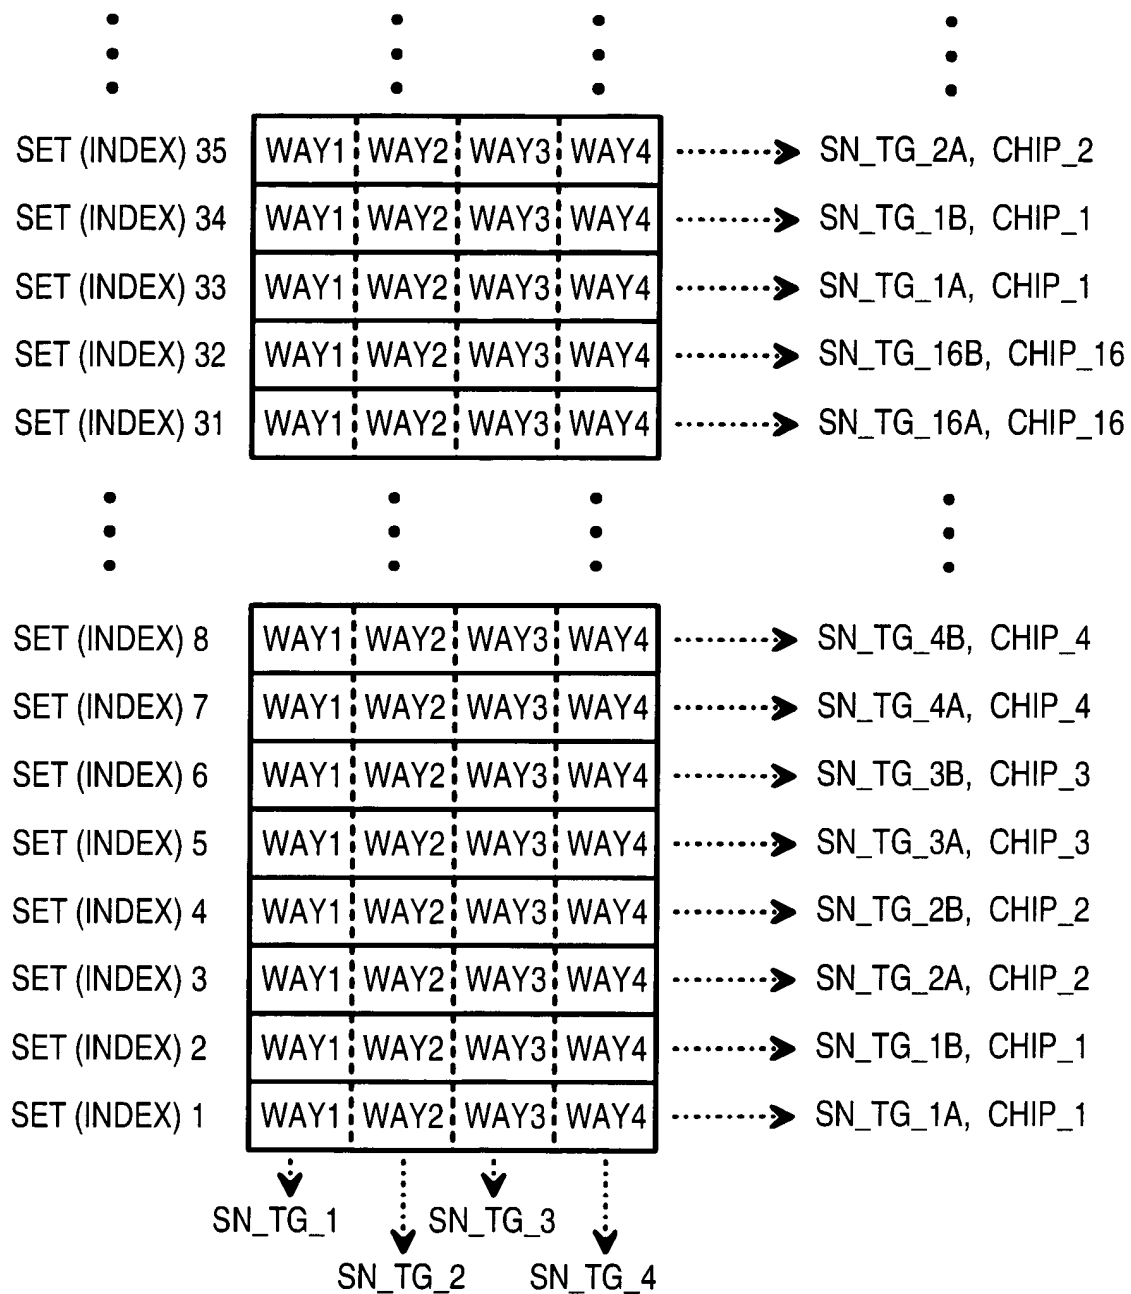 SET (INDEX) 35 WAY1 WAY2 WAY3 WAY4 SN_TG_2A, CHIP_2
SET (INDEX) 34 WAY1 WAY2 WAY3 WAY4 SN_TG_1B, CHIP_1
SET (INDEX) 33 WAY1 WAY2 WAY3 WAY4 SN_TG_1A, CHIP_1
SET (INDEX) 32 WAY1 WAY2 WAY3 WAY4 SN_TG_16B, CHIP_16
SET (INDEX) 31 WAY1 WAY2 WAY3 WAY4 SN_TG_16A, CHIP_16
SET (INDEX) 8 WAY1 WAY2 WAY3 WAY4 SN_TG_4B, CHIP_4
SET (INDEX) 7 WAY1 WAY2 WAY3 WAY4 SN_TG_4A, CHIP_4
SET (INDEX) 6 WAY1 WAY2 WAY3 WAY4 SN_TG_3B, CHIP_3
SET (INDEX) 5 WAY1 WAY2 WAY3 WAY4 SN_TG_3A, CHIP_3
SET (INDEX) 4 WAY1 WAY2 WAY3 WAY4 SN_TG_2B, CHIP_2
SET (INDEX) 3 WAY1 WAY2 WAY3 WAY4 SN_TG_2A, CHIP_2
SET (INDEX) 2 WAY1 WAY2 WAY3 WAY4 SN_TG_1B, CHIP_1
SET (INDEX) 1 WAY1 WAY2 WAY3 WAY4 SN_TG_1A, CHIP_1
SN_TG_1 SN_TG_3
SN_TG_2 SN_TG_4